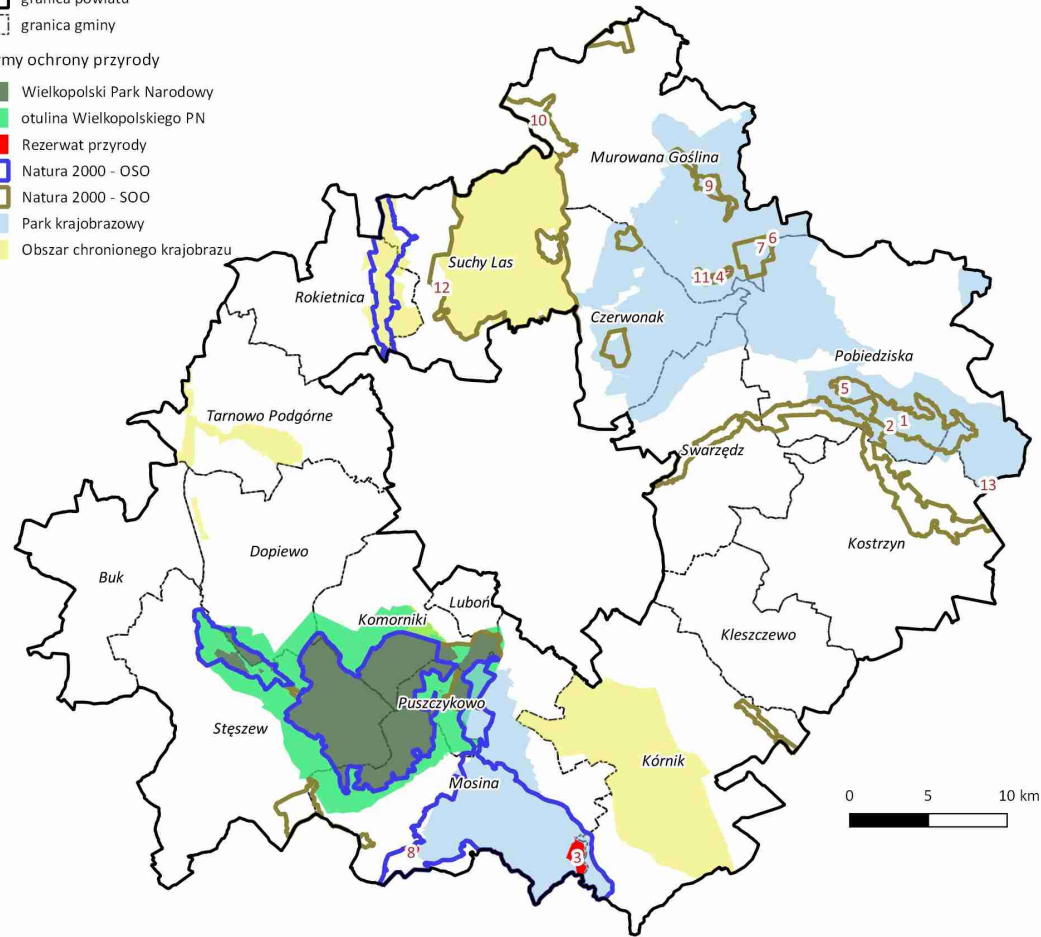 granica powiatu
granica gminy
my ochrony przyrody
Wielkopolski Park Narodowy
otulina Wielkopolskiego PN
Rezerwat przyrody
Natura 2000 - OSO
Natura 2000 - SOO
Park krajobrazowy
Obszar chronionego krajobrazu
10
Murowana Goślina
9
6
7
Suchy Las
11 4
12
Rokietnica
Czerwonak
Pobiedziska
5
Tarnowo Podgórne
2 1
Swarzędz
13
Kostrzyn
Dopiewo
Buk
Luboń
Komorniki
Kleszczewo
Puszczykowo
Stęszew
Kórnik
Mosina
0 5 10 km
8
3